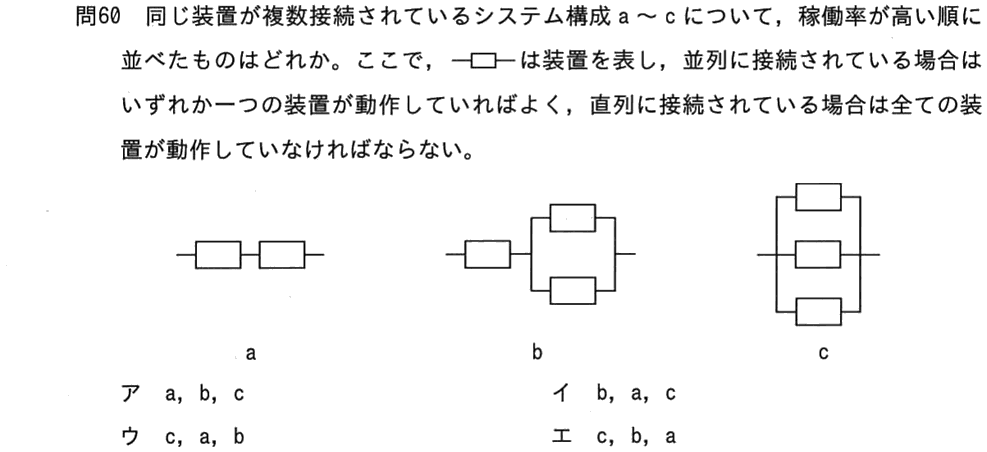 問60 同じ装置が複数接続されているシステム構成a～cについて，稼働率が高い順に
並べたものはどれか。ここで，は装置を表し，並列に接続されている場合は
いずれか一つの装置が動作していればよく，直列に接続されている場合は全ての装
置が動作していなければならない。
a b c
ア a，b，c イ b，a，c
ウ c，a，b エ c，b，a